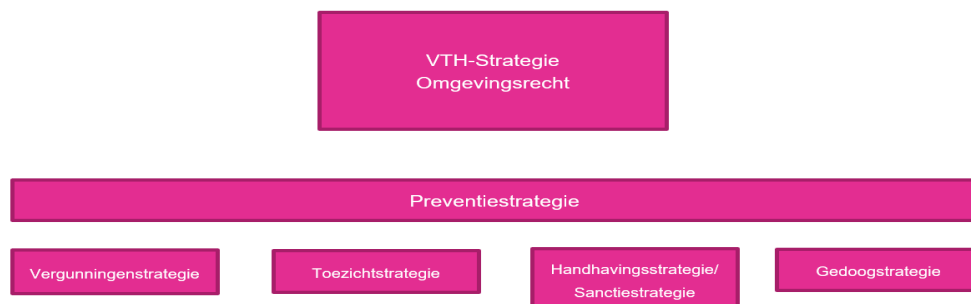 VTH-Strategie
Omgevingsrecht
Preventiestrategie
Vergunningenstrategie
Toezichtstrategie
Handhavingsstrategie/
Sanctiestrategie
Gedoogstrategie